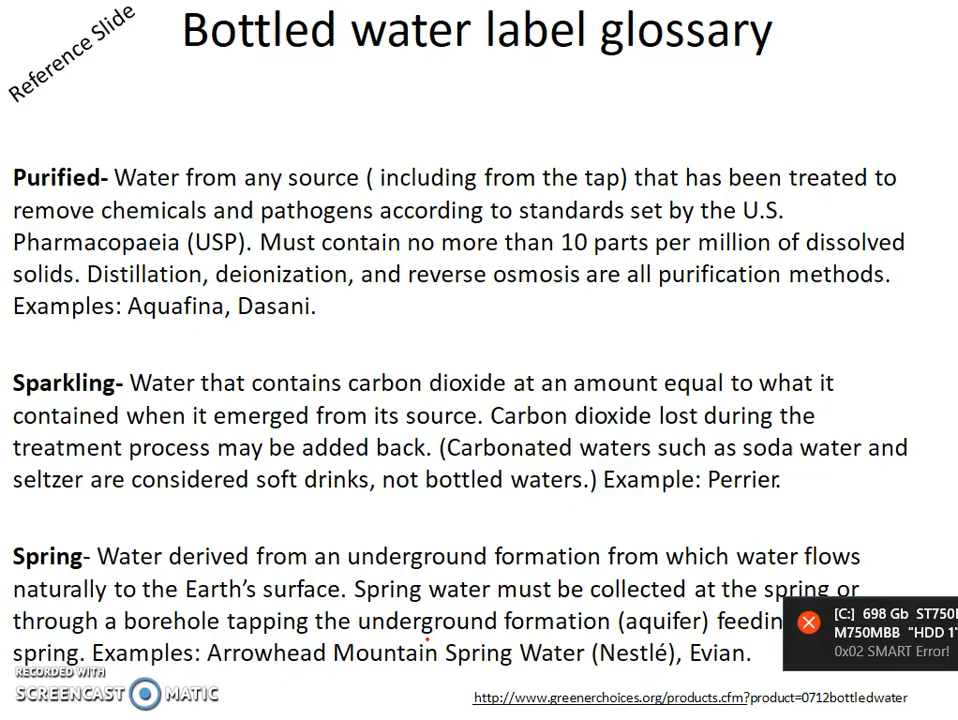 Reference Slide
Bottled water label glossary
Purified- Water from any source ( including from the tap) that has been treated to
remove chemicals and pathogens according to standards set by the U.S.
Pharmacopaeia (USP). Must contain no more than 10 parts per million of dissolved
solids. Distillation, deionization, and reverse osmosis are all purification methods.
Examples: Aquafina, Dasani.
Sparkling- Water that contains carbon dioxide at an amount equal to what it
contained when it emerged from its source. Carbon dioxide lost during the
treatment process may be added back. (Carbonated waters such as soda water and
seltzer are considered soft drinks, not bottled waters.) Example: Perrier.
Spring- Water derived from an underground formation from which water flows
naturally to the Earth’s surface. Spring water must be collected at the spring or
through a borehole tapping the underground formation (aquifer) feedin
spring. Examples: Arrowhead Mountain Spring Water (Nestlé), Evian.
[C:] 698 Gb ST750
M750MBB "HDD 1"
0x02 SMART Error!
RECORDED WITH
SCREENCAST MATIC
http://www.greenerchoices.org/products.cfm?product=0712bottledwater